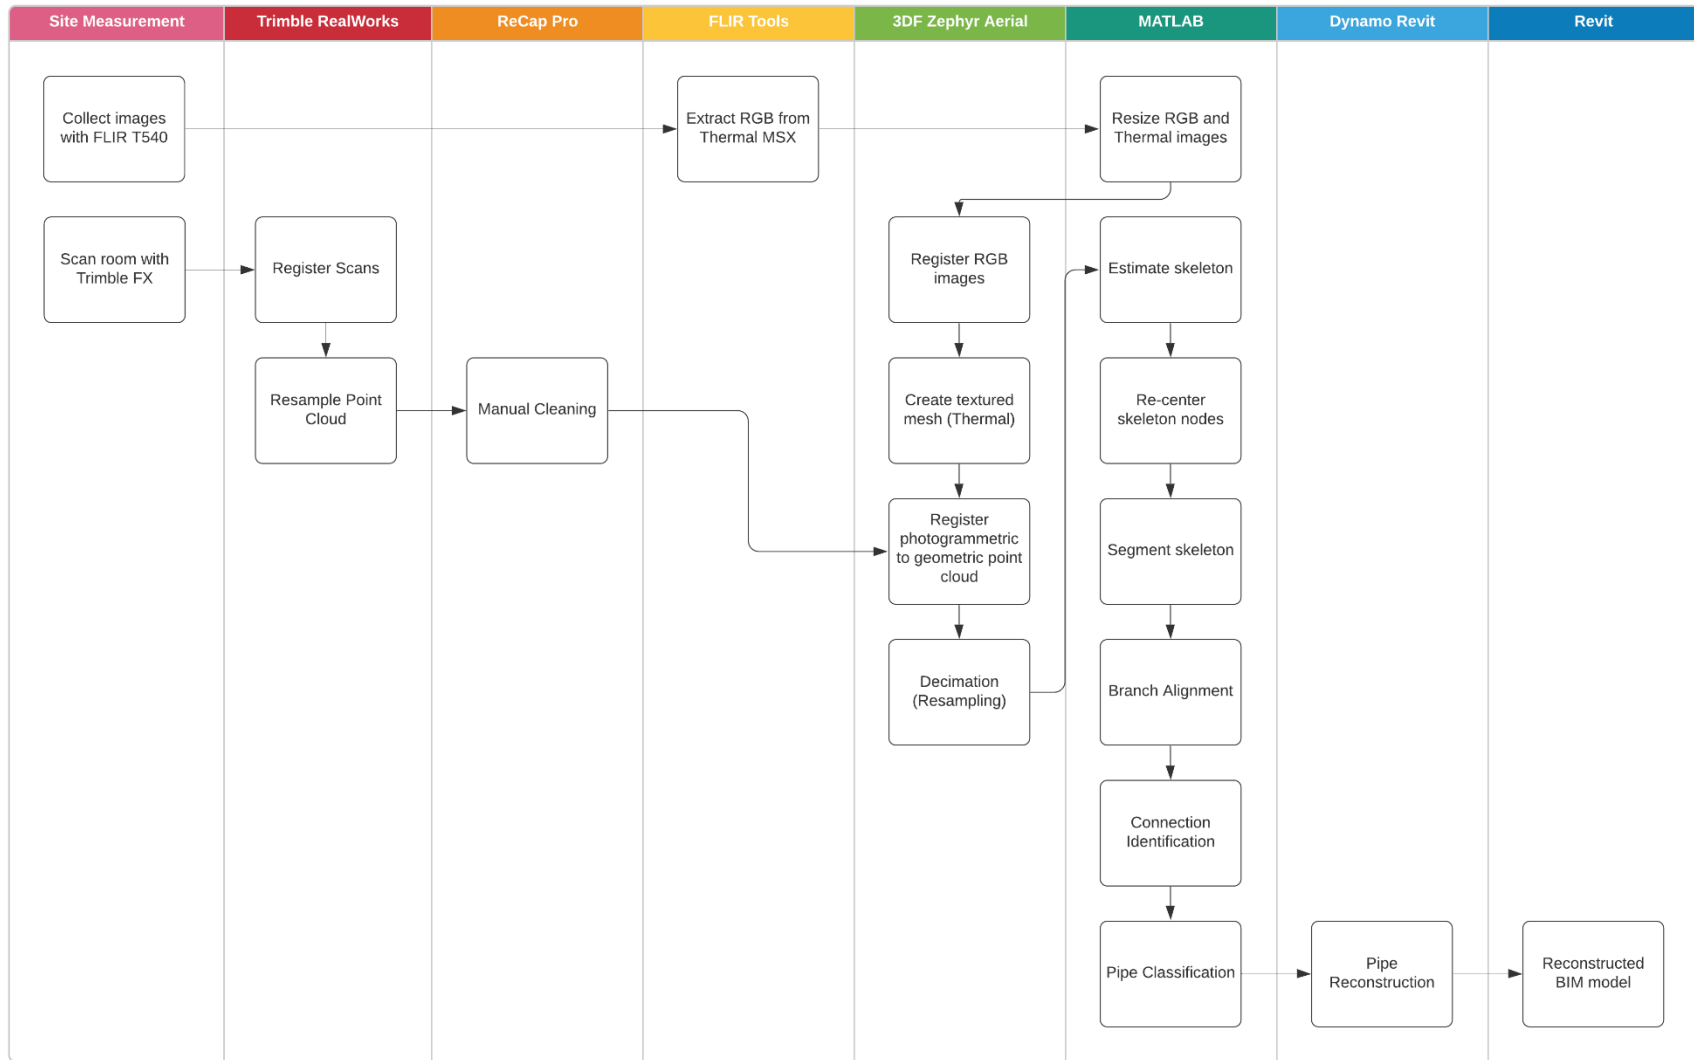 Site Measurement
Trimble RealWorks
ReCap Pro
FLIR Tools
3DF Zephyr Aerial
MATLAB
Dynamo Revit
Revit
Collect images
with FLIR T540
Extract RGB from
Thermal MSX
Resize RGB and
Thermal images
Scan room with
Trimble FX
Register Scans
Register RGB
images
Estimate skeleton
Resample Point
Cloud
Manual Cleaning
Create textured
mesh (Thermal)
Re-center
skeleton nodes
Register
photogrammetric
to geometric point
cloud
Segment skeleton
Decimation
(Resampling)
Branch Alignment
Connection
Identification
Pipe Classification
Pipe
Reconstruction
Reconstructed
BIM model